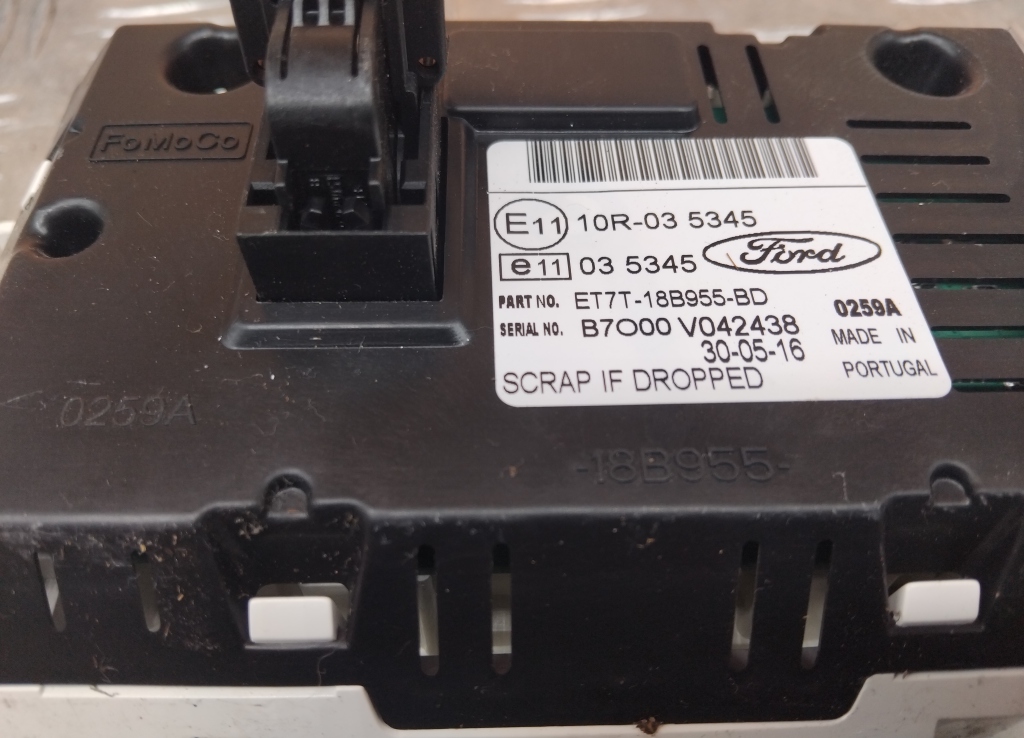 FoMoCo
E11 10R-03 5345
e11 03 5345 Ford
PART NO. ET7T-18B955-BD
SERIAL NO. B7O00 V042438
30-05-16
0259A
MADE IN
PORTUGAL
SCRAP IF DROPPED
0259A
-18B955-